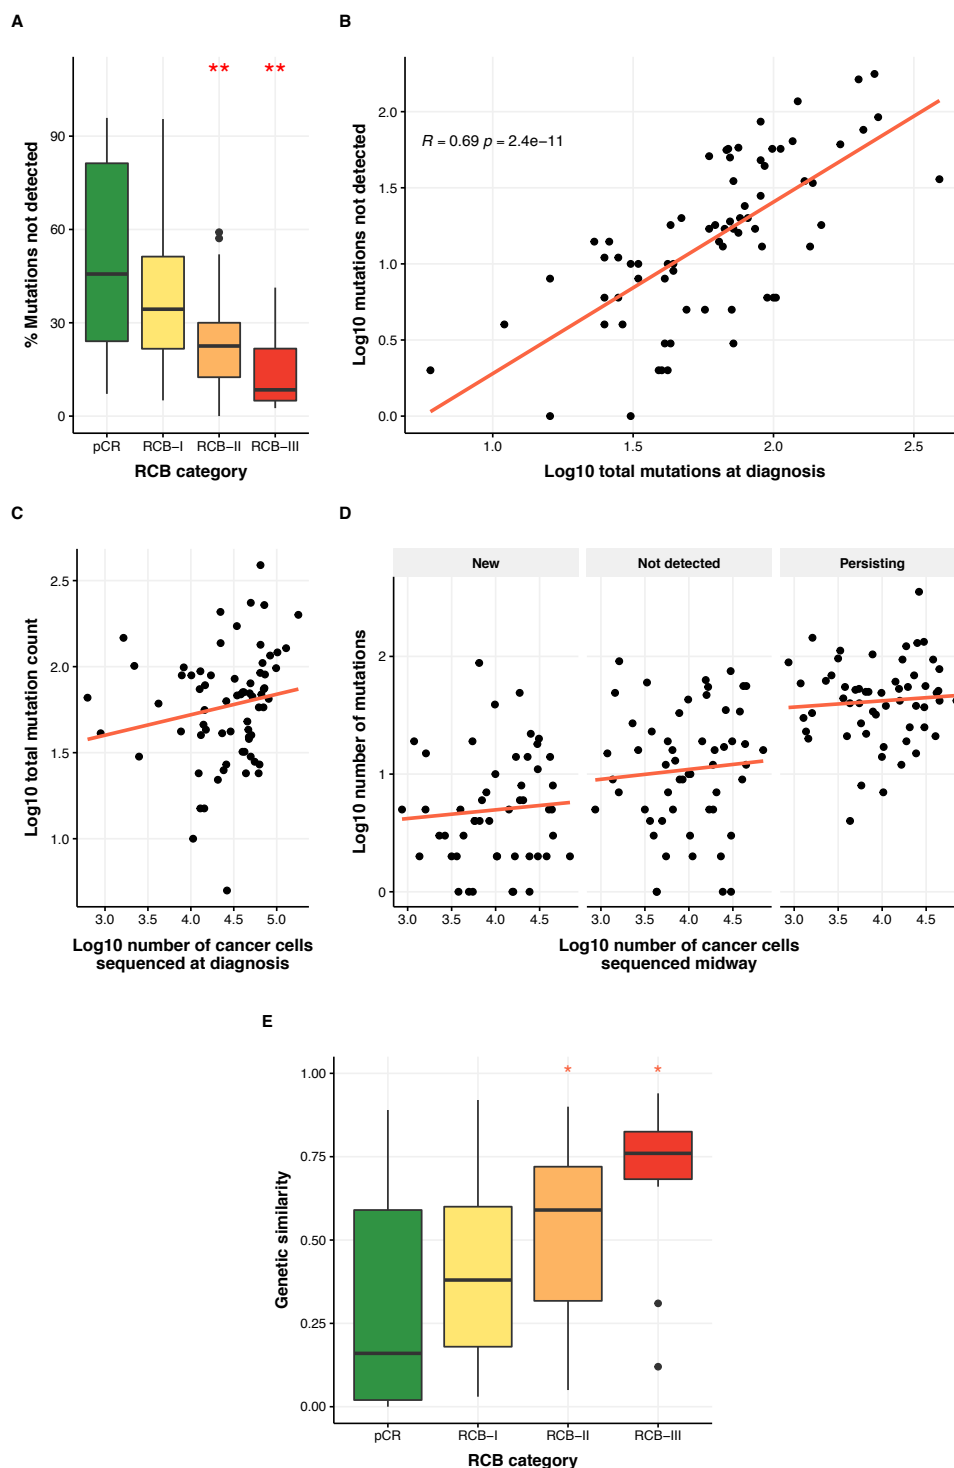 A
**
**
% Mutations not detected
90
60
30
0
pCR
RCB−I
RCB−II
RCB−III
RCB category
B
R = 0.69 p = 2.4e−11
Log10 mutations not detected
2.0
1.5
1.0
0.5
0.0
1.0
1.5
2.0
2.5
Log10 total mutations at diagnosis
C
Log10 total mutation count
2.5
2.0
1.5
1.0
3.0
3.5
4.0
4.5
5.0
Log10 number of cancer cells
sequenced at diagnosis
D
New
Not detected
Persisting
Log10 number of mutations
2
1
0
3.0
3.5
4.0
4.5
3.0
3.5
4.0
4.5
3.0
3.5
4.0
4.5
Log10 number of cancer cells
sequenced midway
E
*
*
Genetic similarity
1.00
0.75
0.50
0.25
0.00
pCR
RCB−I
RCB−II
RCB−III
RCB category